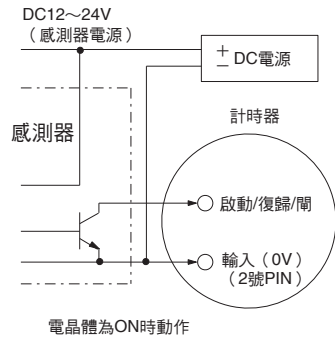 DC12～24V
（感測器電源）
+
− DC電源
計時器
感測器
啟動/復歸/閘
輸入（0V）
（2號PIN）
電晶體為ON時動作